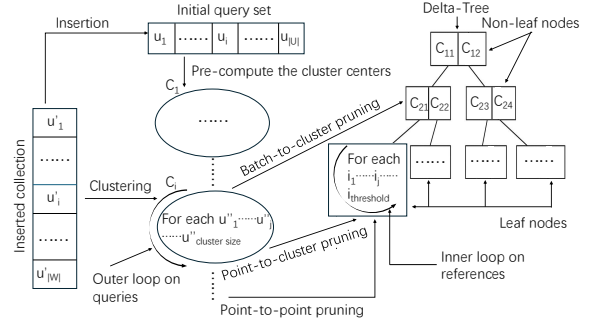 Delta-Tree
Initial query set
Insertion
Non-leaf nodes
u₁ ...... uᵢ ...... u|U|
C₁₁ C₁₂
Pre-compute the cluster centers
C₁
......
C₂₁ C₂₂
C₂₃ C₂₄
Batch-to-cluster pruning
Inserted collection
u'₁
......
u'ᵢ
......
u'|W|
Clustering
Cᵢ
For each u''₁......u''ⱼ
......u''cluster size
......
For each
i₁......iⱼ......
ithreshold
......
......
......
Leaf nodes
Point-to-cluster pruning
Outer loop on
queries
......
Inner loop on
references
Point-to-point pruning